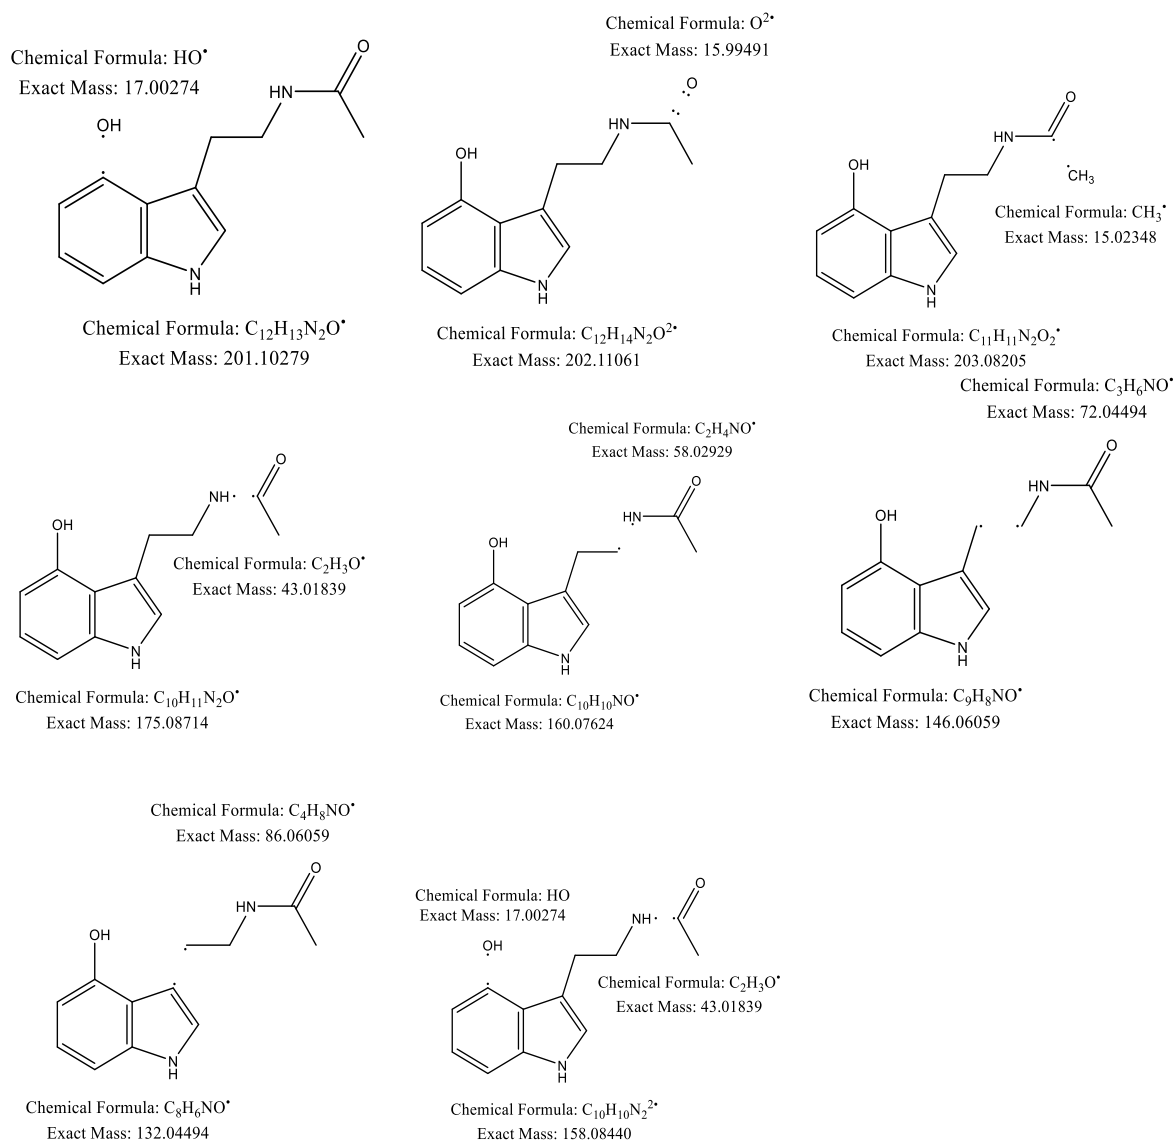 Chemical Formula: HO•
Exact Mass: 17.00274
OH
HN
O
N
H
Chemical Formula: C12H13N2O•
Exact Mass: 201.10279
Chemical Formula: O2•
Exact Mass: 15.99491
O
HN
OH
N
H
Chemical Formula: C12H14N2O2•
Exact Mass: 202.11061
O
HN
CH3
OH
Chemical Formula: CH3•
Exact Mass: 15.02348
N
H
Chemical Formula: C11H11N2O2•
Exact Mass: 203.08205
O
NH
OH
Chemical Formula: C2H3O•
Exact Mass: 43.01839
N
H
Chemical Formula: C10H11N2O•
Exact Mass: 175.08714
Chemical Formula: C2H4NO•
Exact Mass: 58.02929
O
HN
OH
N
H
Chemical Formula: C10H10NO•
Exact Mass: 160.07624
Chemical Formula: C3H6NO•
Exact Mass: 72.04494
O
HN
OH
N
H
Chemical Formula: C9H8NO•
Exact Mass: 146.06059
Chemical Formula: C4H8NO•
Exact Mass: 86.06059
O
HN
OH
N
H
Chemical Formula: C8H6NO•
Exact Mass: 132.04494
Chemical Formula: HO
Exact Mass: 17.00274
OH
NH
O
Chemical Formula: C2H3O•
Exact Mass: 43.01839
N
H
Chemical Formula: C10H10N22•
Exact Mass: 158.08440